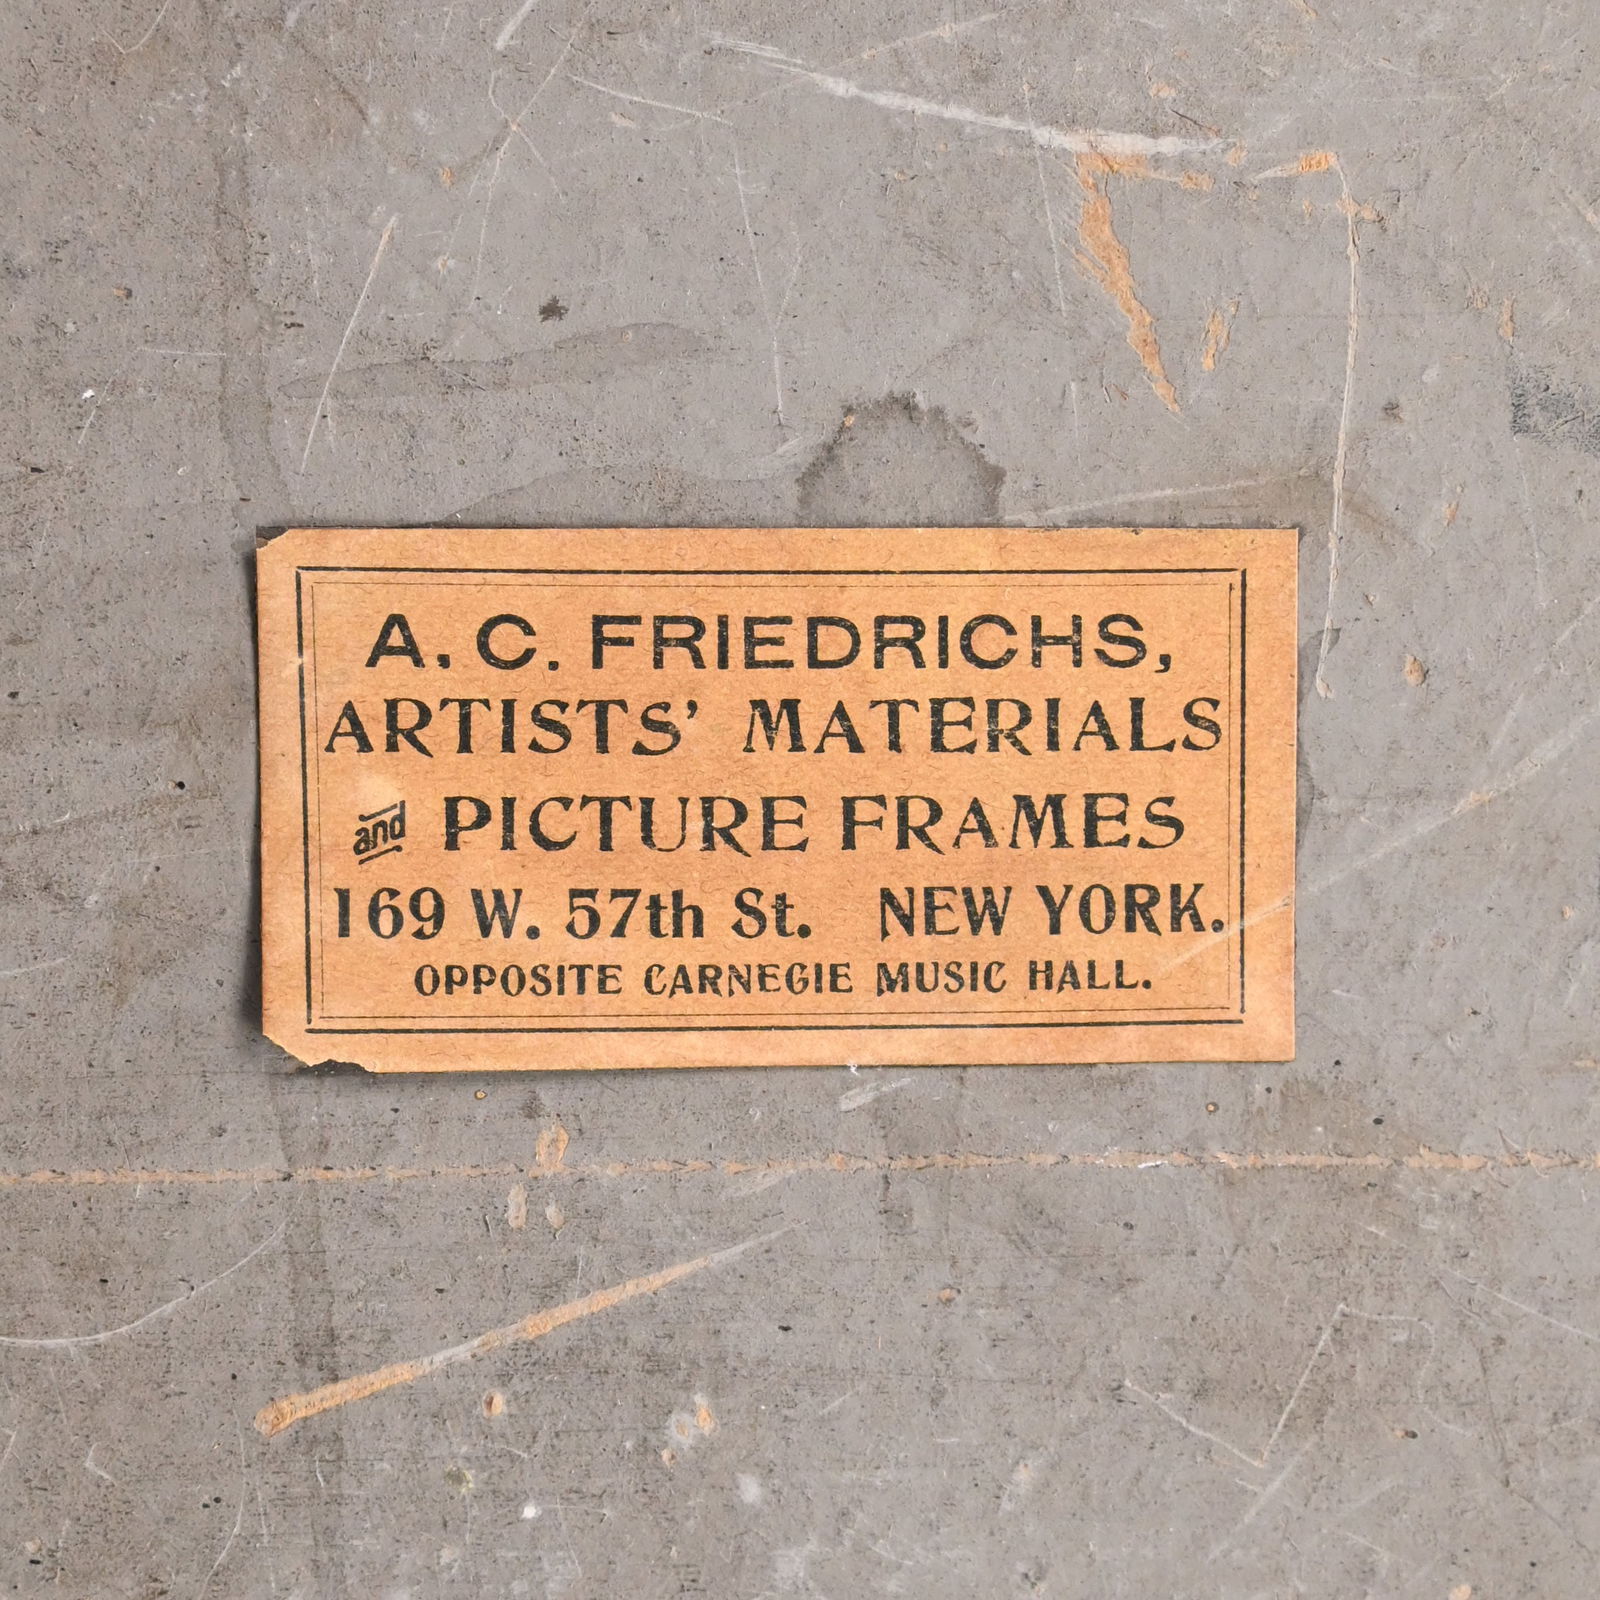 A. C. FRIEDRICHS,
ARTISTS' MATERIALS
and PICTURE FRAMES
169 W. 57th St. NEW YORK.
OPPOSITE CARNEGIE MUSIC HALL.